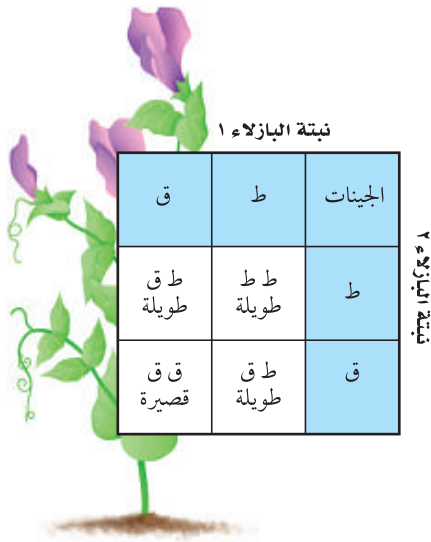 نبتة البازلاء ١
الجينات ط ق
نبتة البازلاء ٢
ط ط ط ط ق
طويلة طويلة
ق ط ق ق ق
طويلة قصيرة